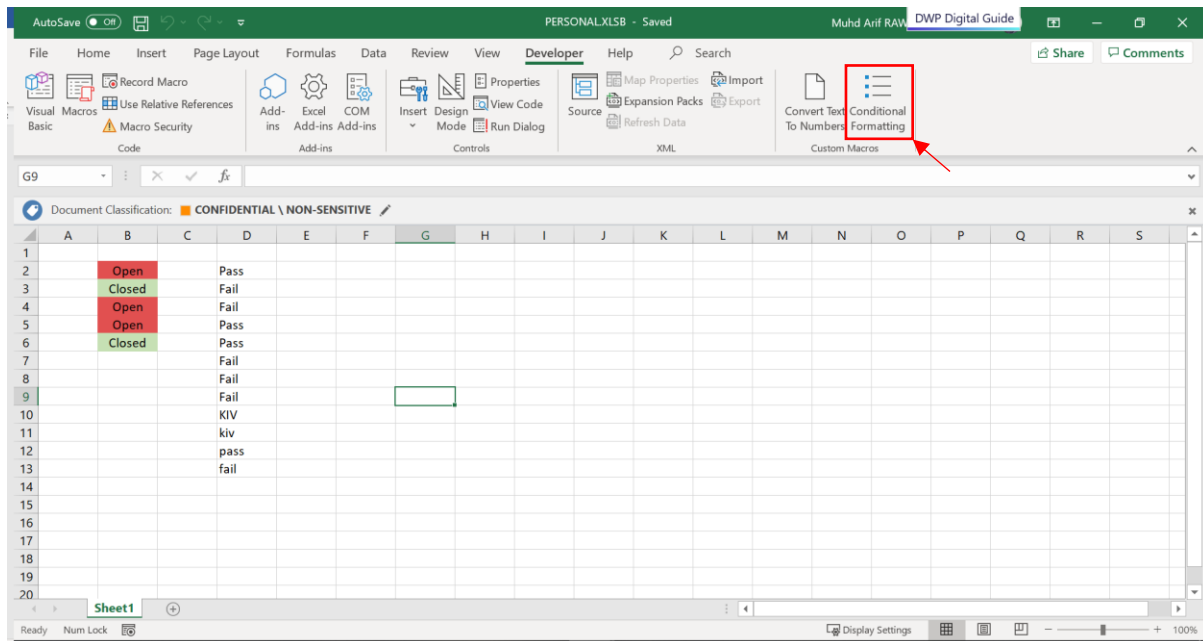 AutoSave Off PERSONAL.XLSB - Saved Muhd Arif RAW DWP Digital Guide
File Home Insert Page Layout Formulas Data Review View Developer Help Search Share Comments
Visual Basic
Macros
Record Macro
Use Relative References
Macro Security
Code
Add-ins
Excel Add-ins
COM Add-ins
Add-ins
Insert
Design Mode
Properties
View Code
Run Dialog
Controls
Source
Map Properties
Expansion Packs
Refresh Data
Import
Export
XML
Convert Text To Numbers
Conditional Formatting
Custom Macros
G9 fx
Document Classification: CONFIDENTIAL \ NON-SENSITIVE
A B C D E F G H I J K L M N O P Q R S
1
2 Open Pass
3 Closed Fail
4 Open Fail
5 Open Pass
6 Closed Pass
7 Fail
8 Fail
9 Fail
10 KIV
11 kiv
12 pass
13 fail
14
15
16
17
18
19
20
Sheet1
Ready Num Lock Display Settings 100%